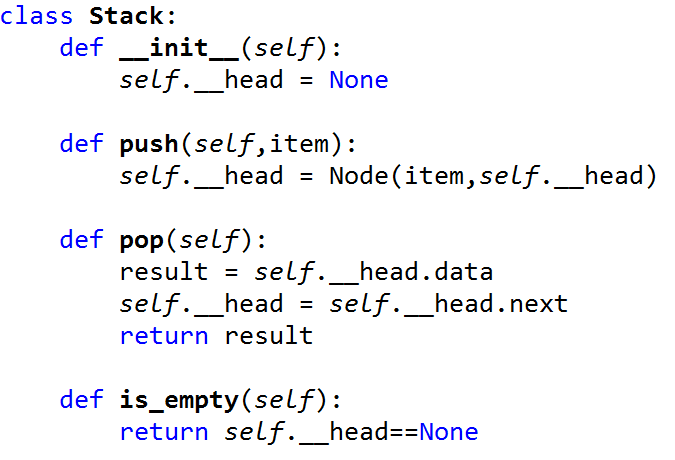 class Stack:
    def __init__(self):
        self.__head = None

    def push(self,item):
        self.__head = Node(item,self.__head)

    def pop(self):
        result = self.__head.data
        self.__head = self.__head.next
        return result

    def is_empty(self):
        return self.__head==None